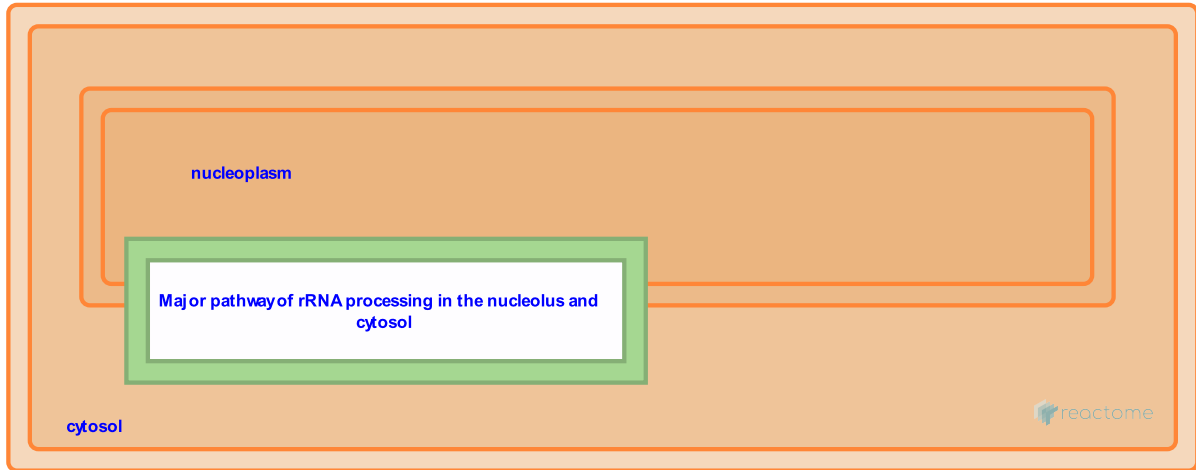 nucleoplasm
Major pathway of rRNA processing in the nucleolus and
cytosol
reactome
cytosol